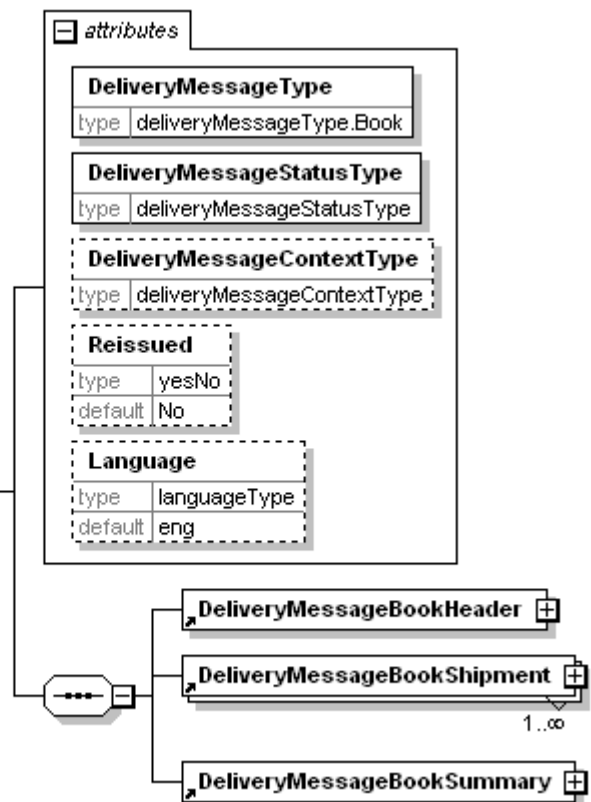 attributes
DeliveryMessageType
type deliveryMessageType.Book
DeliveryMessageStatusType
type deliveryMessageStatusType
DeliveryMessageContextType
type deliveryMessageContextType
Reissued
type yesNo
default No
Language
type languageType
default eng
DeliveryMessageBookHeader
DeliveryMessageBookShipment
1..∞
DeliveryMessageBookSummary